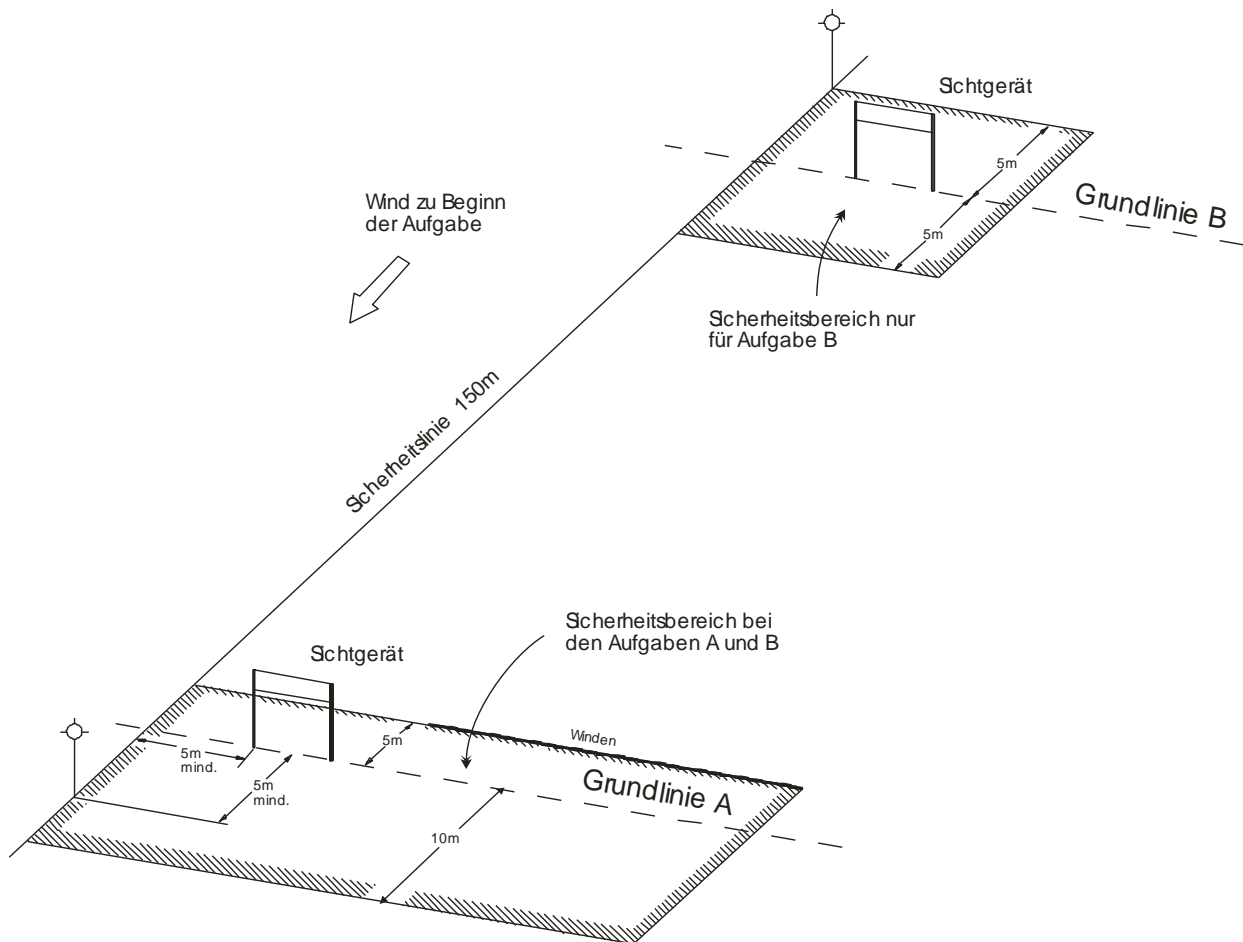 Sichtgerät
5m
Grundlinie B
5m
Wind zu Beginn
der Aufgabe
Sicherheitsbereich nur
für Aufgabe B
Sicherheitslinie 150m
Sicherheitsbereich bei
den Aufgaben A und B
Sichtgerät
5m
mind.
5m
Winden
5m
mind.
Grundlinie A
10m